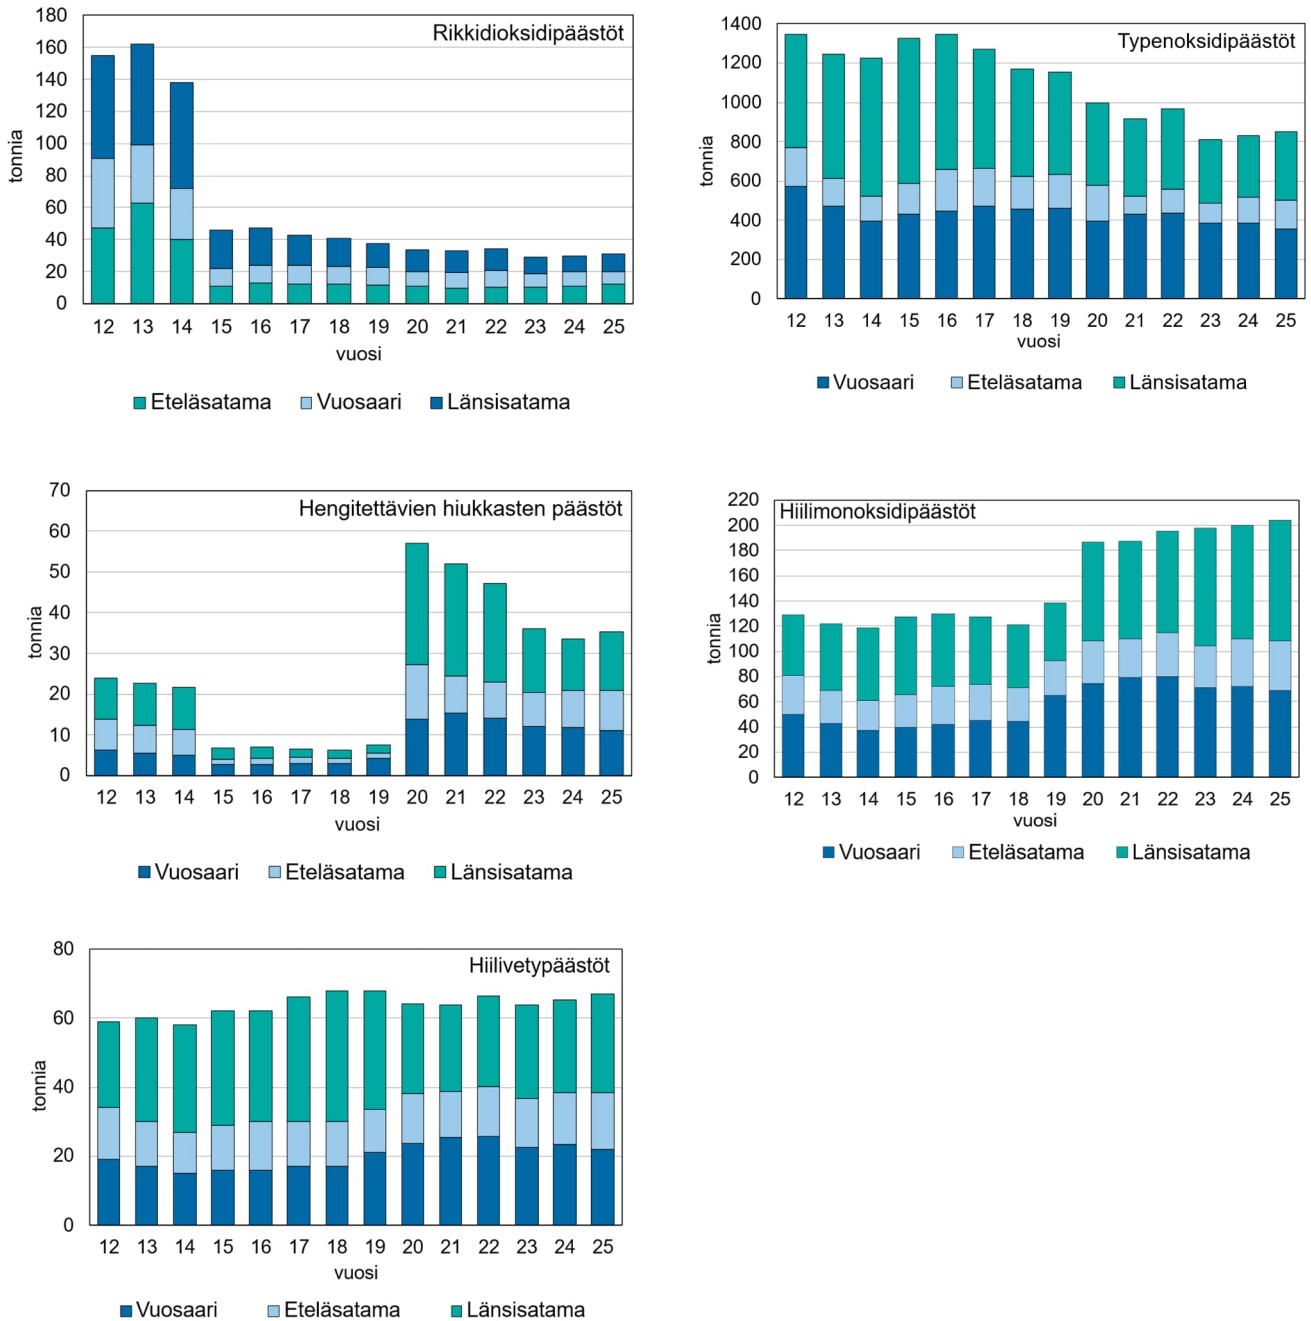 Rikkidioksidipäästöt
180
160
140
120
100
80
60
40
20
0
tonnia
12 13 14 15 16 17 18 19 20 21 22 23 24 25
vuosi
Eteläsatama Vuosaari Länsisatama
Typenoksidipäästöt
1400
1200
1000
800
600
400
200
0
tonnia
12 13 14 15 16 17 18 19 20 21 22 23 24 25
vuosi
Vuosaari Eteläsatama Länsisatama
Hengitettävien hiukkasten päästöt
70
60
50
40
30
20
10
0
tonnia
12 13 14 15 16 17 18 19 20 21 22 23 24 25
vuosi
Vuosaari Eteläsatama Länsisatama
Hiilimonoksidipäästöt
220
200
180
160
140
120
100
80
60
40
20
0
tonnia
12 13 14 15 16 17 18 19 20 21 22 23 24 25
vuosi
Vuosaari Eteläsatama Länsisatama
Hiilivetypäästöt
80
60
40
20
0
tonnia
12 13 14 15 16 17 18 19 20 21 22 23 24 25
vuosi
Vuosaari Eteläsatama Länsisatama